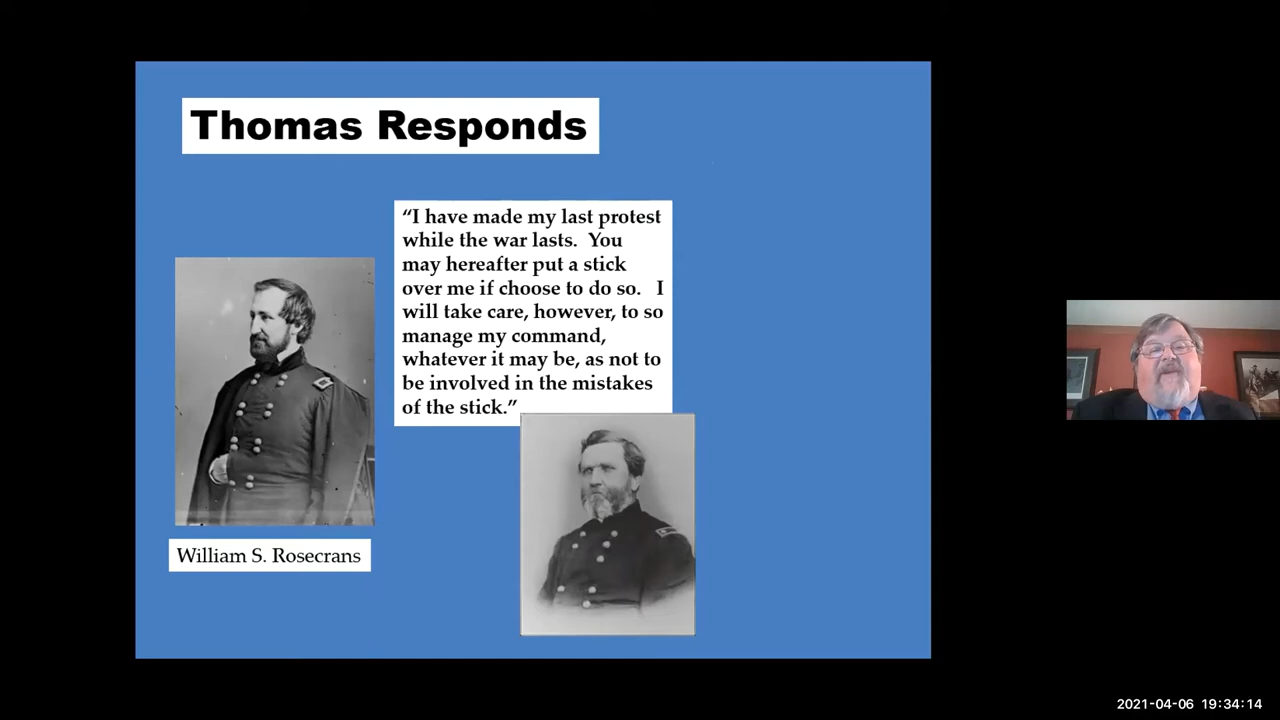 Thomas Responds
“I have made my last protest
while the war lasts.  You
may hereafter put a stick
over me if choose to do so.   I
will take care, however, to so
manage my command,
whatever it may be, as not to
be involved in the mistakes
of the stick.”
William S. Rosecrans
2021-04-06 19:34:14